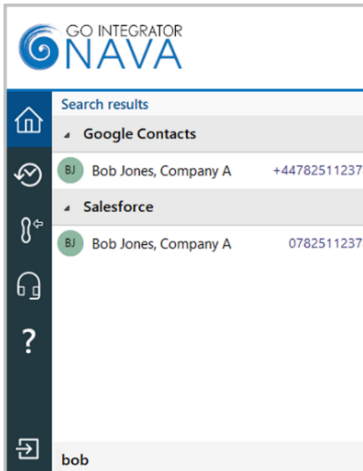 GO INTEGRATOR
NAVA
Search results
Google Contacts
BJ Bob Jones, Company A +44782511237
Salesforce
BJ Bob Jones, Company A 0782511237
?
bob